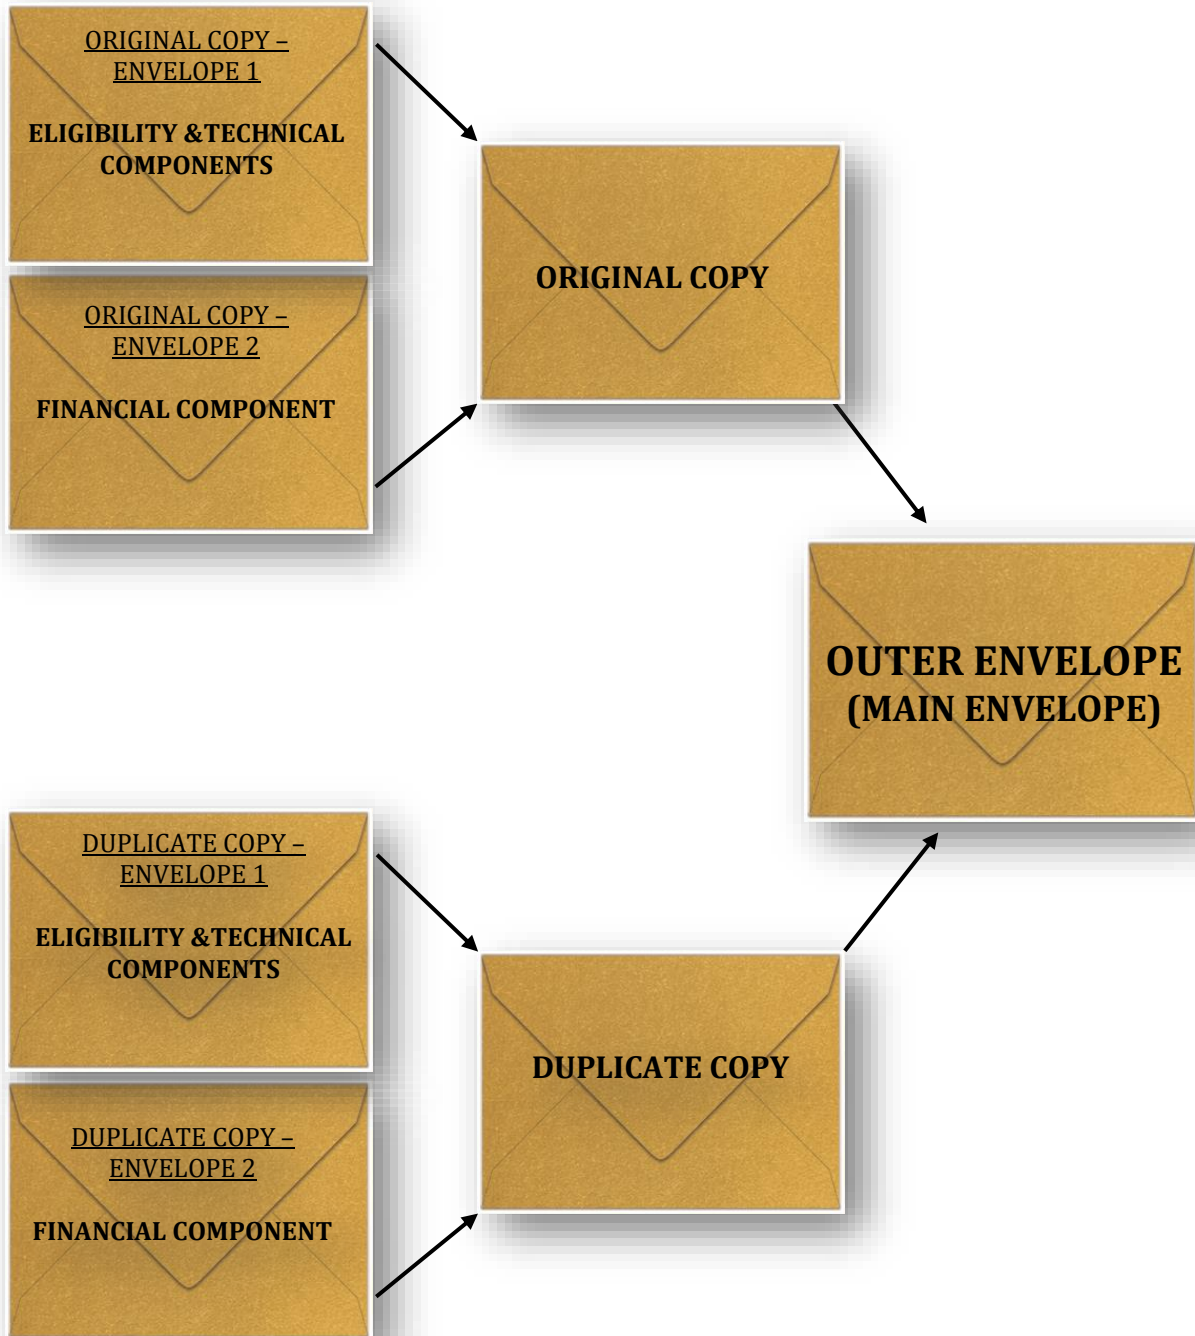 ORIGINAL COPY –
ENVELOPE 1
ELIGIBILITY &TECHNICAL
COMPONENTS
ORIGINAL COPY –
ENVELOPE 2
FINANCIAL COMPONENT
ORIGINAL COPY
OUTER ENVELOPE
(MAIN ENVELOPE)
DUPLICATE COPY –
ENVELOPE 1
ELIGIBILITY &TECHNICAL
COMPONENTS
DUPLICATE COPY –
ENVELOPE 2
FINANCIAL COMPONENT
DUPLICATE COPY